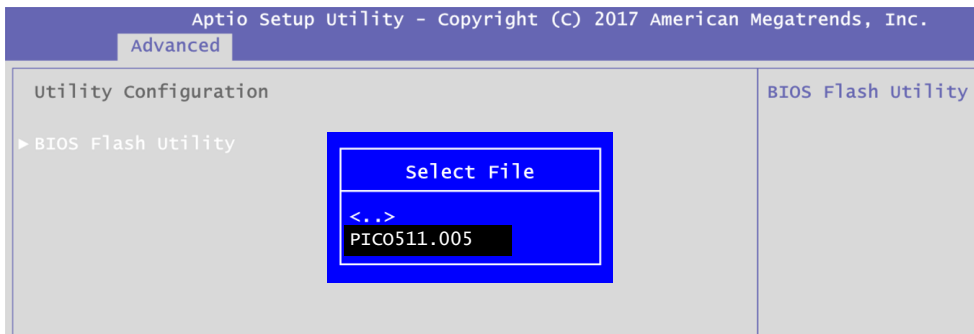 Aptio Setup Utility - Copyright (C) 2017 American Megatrends, Inc.
Advanced
Utility Configuration
BIOS Flash Utility
► BIOS Flash Utility
Select File
<..>
PICO511.005